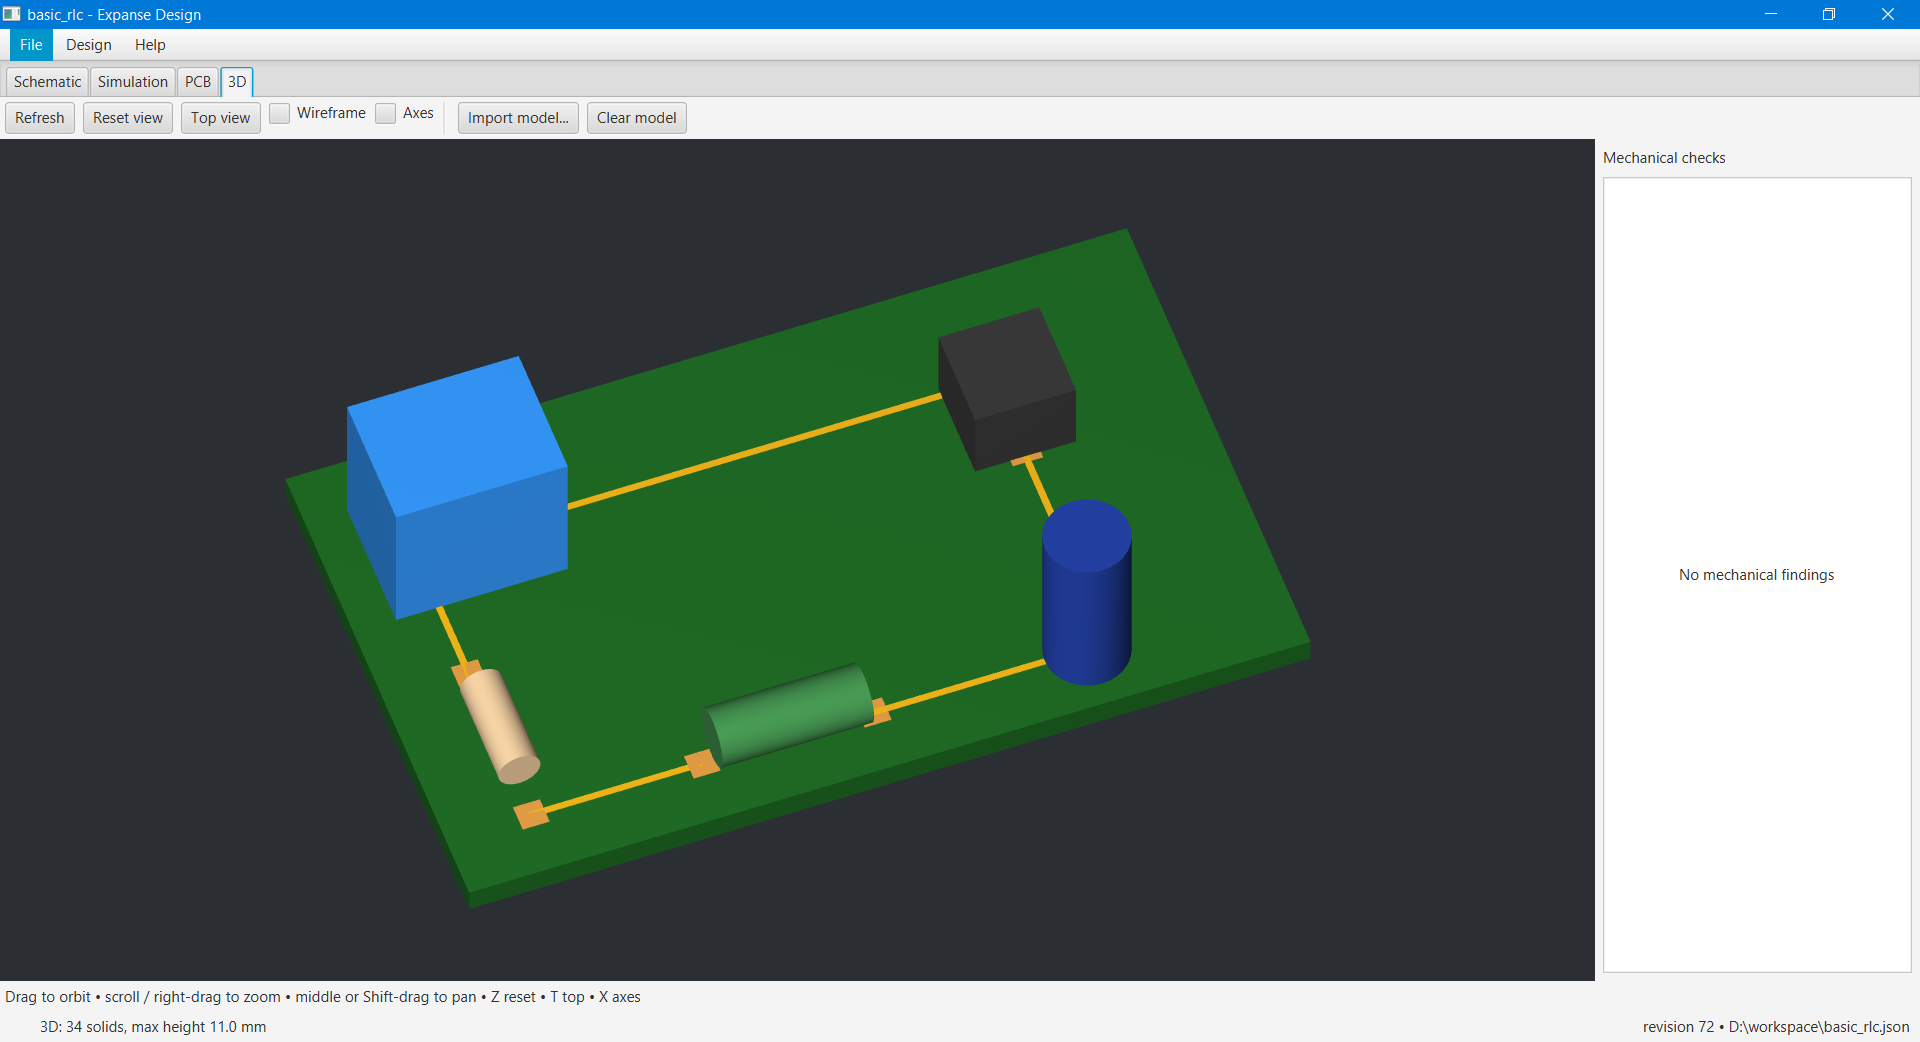 basic_rlc - Expanse Design
File Design Help
Schematic Simulation PCB 3D
Refresh Reset view Top view Wireframe Axes Import model... Clear model
Mechanical checks
No mechanical findings
Drag to orbit • scroll / right-drag to zoom • middle or Shift-drag to pan • Z reset • T top • X axes
3D: 34 solids, max height 11.0 mm
revision 72 • D:\workspace\basic_rlc.json